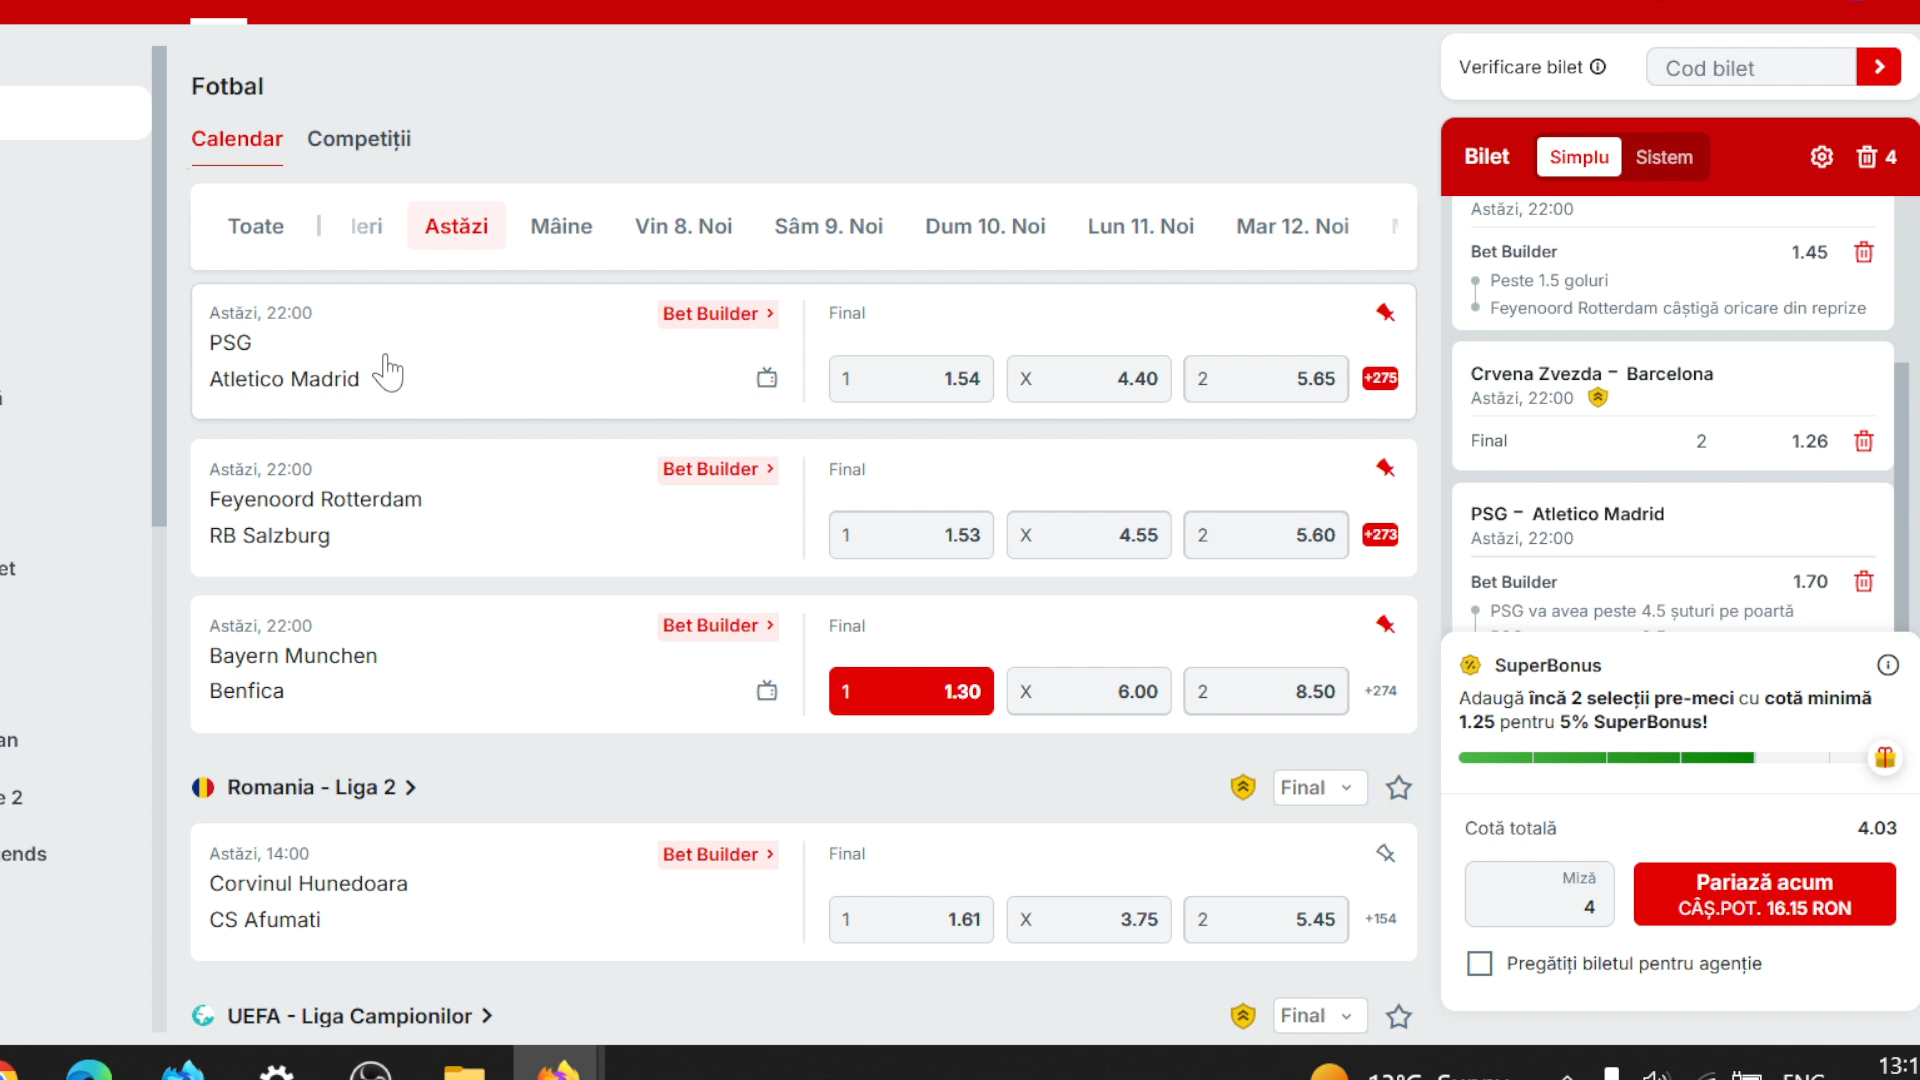 Fotbal
Calendar Competiții
Toate | Ieri Astăzi Mâine Vin 8. Noi Sâm 9. Noi Dum 10. Noi Lun 11. Noi Mar 12. Noi
Astăzi, 22:00 Bet Builder > Final
PSG
Atletico Madrid 1 1.54 X 4.40 2 5.65 +275
Astăzi, 22:00 Bet Builder > Final
Feyenoord Rotterdam
RB Salzburg 1 1.53 X 4.55 2 5.60 +273
Astăzi, 22:00 Bet Builder > Final
Bayern Munchen
Benfica 1 1.30 X 6.00 2 8.50 +274
Romania - Liga 2 > Final
Astăzi, 14:00 Bet Builder > Final
Corvinul Hunedoara
CS Afumati 1 1.61 X 3.75 2 5.45 +154
UEFA - Liga Campionilor > Final
et
an
e 2
ends
Verificare bilet Cod bilet
Bilet Simplu Sistem 4
Astăzi, 22:00
Bet Builder 1.45
Peste 1.5 goluri
Feyenoord Rotterdam câștigă oricare din reprize
Crvena Zvezda - Barcelona
Astăzi, 22:00
Final 2 1.26
PSG - Atletico Madrid
Astăzi, 22:00
Bet Builder 1.70
PSG va avea peste 4.5 șuturi pe poartă
SuperBonus
Adaugă încă 2 selecții pre-meci cu cotă minimă
1.25 pentru 5% SuperBonus!
Cotă totală 4.03
Miză
4
Pariază acum
CÂȘ.POT. 16.15 RON
Pregătiți biletul pentru agenție
13:1